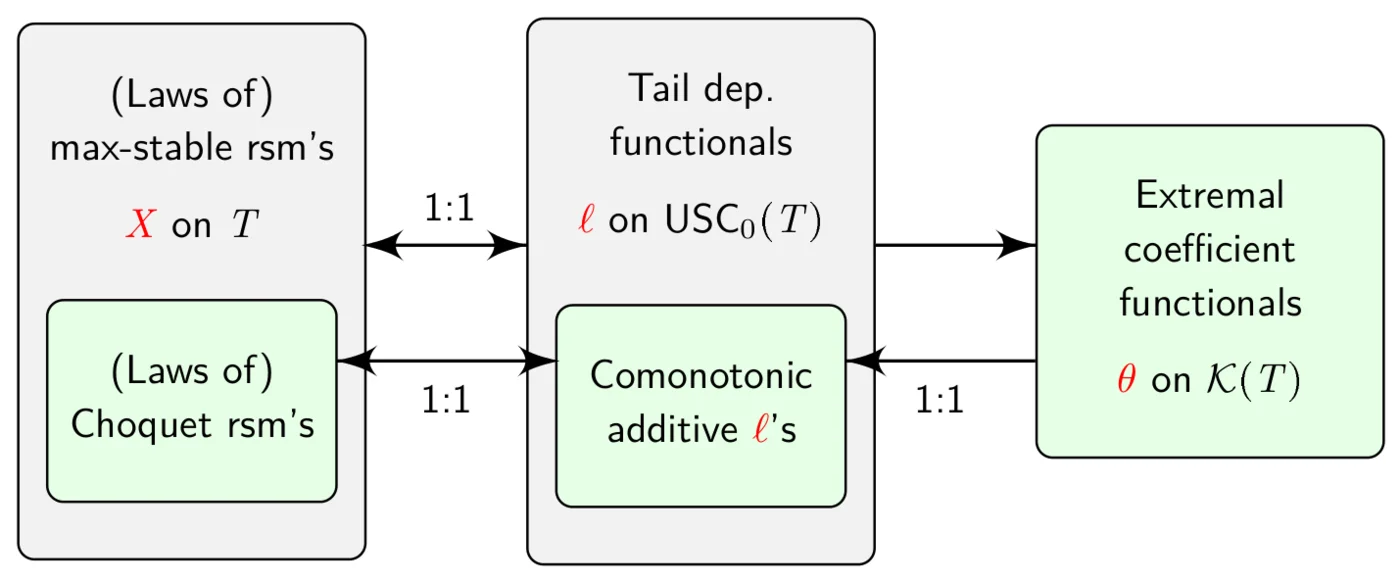 (Laws of)
max-stable rsm's
X on T
(Laws of)
Choquet rsm's
1:1
1:1
Tail dep.
functionals
ℓ on USC₀(T)
Comonotonic
additive ℓ's
1:1
Extremal
coefficient
functionals
θ on 𝒦(T)